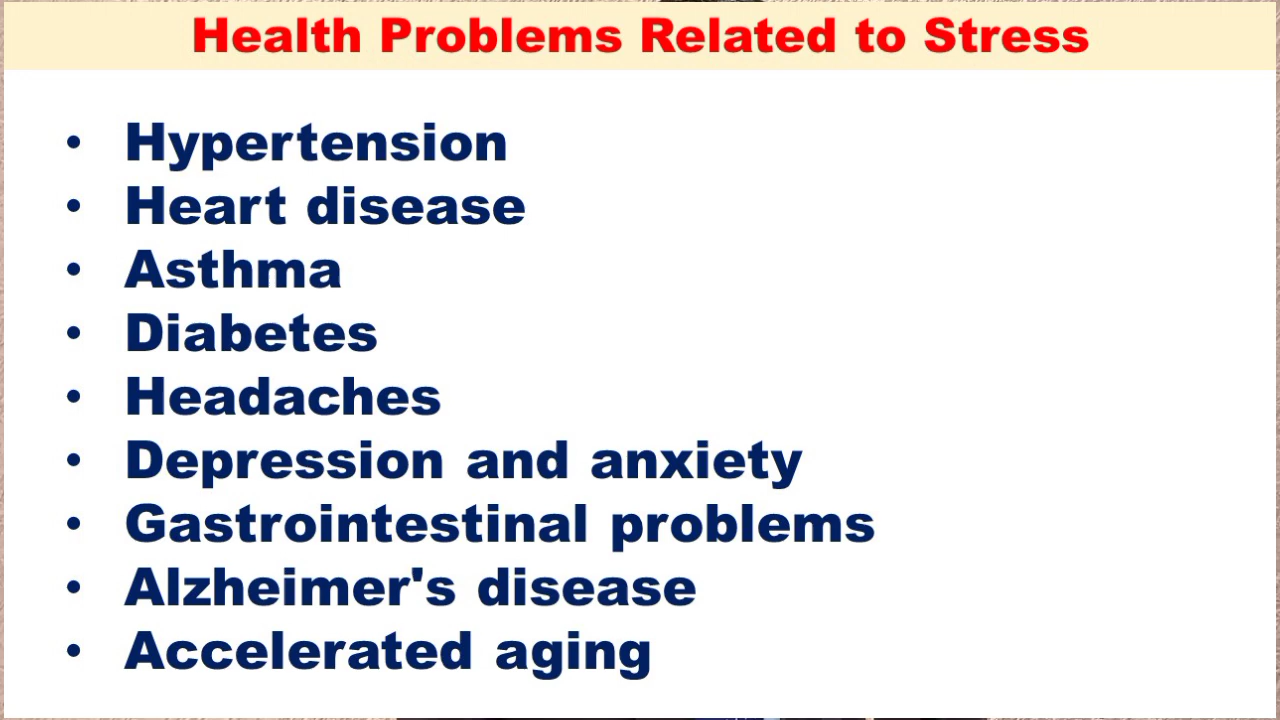 Health Problems Related to Stress
• Hypertension
• Heart disease
• Asthma
• Diabetes
• Headaches
• Depression and anxiety
• Gastrointestinal problems
• Alzheimer's disease
• Accelerated aging